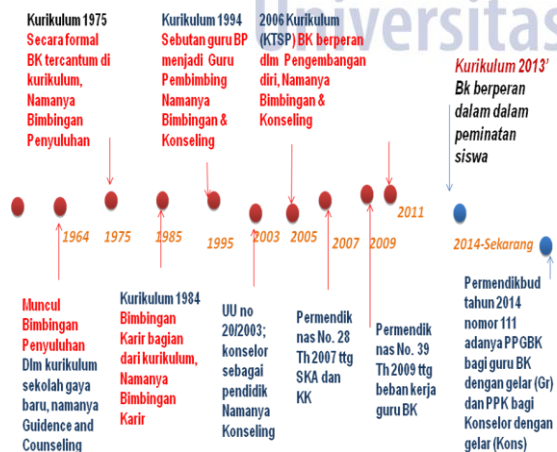 Universitas
Kurikulum 1975
Secara formal
BK tercantum di
kurikulum,
Namanya
Bimbingan
Penyuluhan
Kurikulum 1994
Sebutan guru BP
menjadi Guru
Pembimbing
Namanya
Bimbingan &
Konseling
2006 Kurikulum
(KTSP) BK berperan
dlm Pengembangan
diri, Namanya
Bimbingan &
Konseling
Kurikulum 2013'
Bk berperan
dalam dalam
peminatan
siswa
1964
1975
1985
1995
2003
2005
2007
2009
2011
2014-Sekarang
Muncul
Bimbingan
Penyuluhan
Dlm kurikulum
sekolah gaya
baru, namanya
Guidence and
Counseling
Kurikulum 1984
Bimbingan
Karir bagian
dari kurikulum,
Namanya
Bimbingan
Karir
UU no
20/2003;
konselor
sebagai
pendidik
Namanya
Konseling
Permendik
nas No. 28
Th 2007 ttg
SKA dan
KK
Permendik
nas No. 39
Th 2009 ttg
beban kerja
guru BK
Permendikbud
tahun 2014
nomor 111
adanya PPGBK
bagi guru BK
dengan gelar (Gr)
dan PPK bagi
Konselor dengan
gelar (Kons)